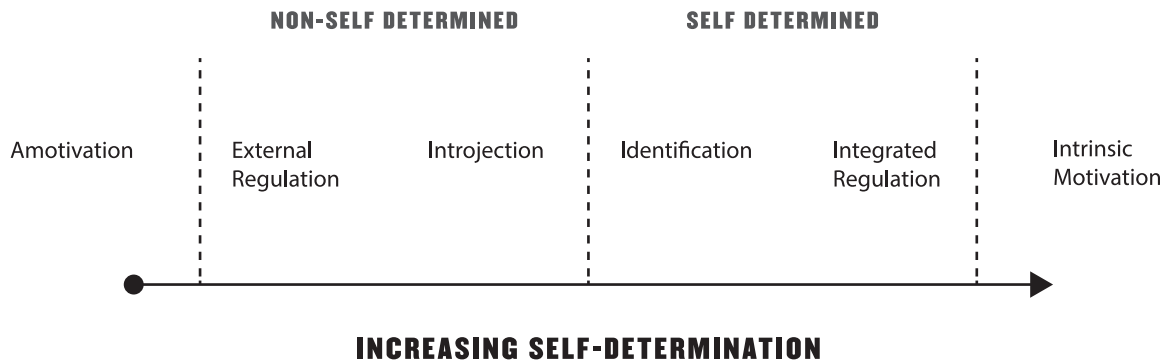 NON-SELF DETERMINED
SELF DETERMINED
Amotivation
External
Regulation
Introjection
Identification
Integrated
Regulation
Intrinsic
Motivation
INCREASING SELF-DETERMINATION